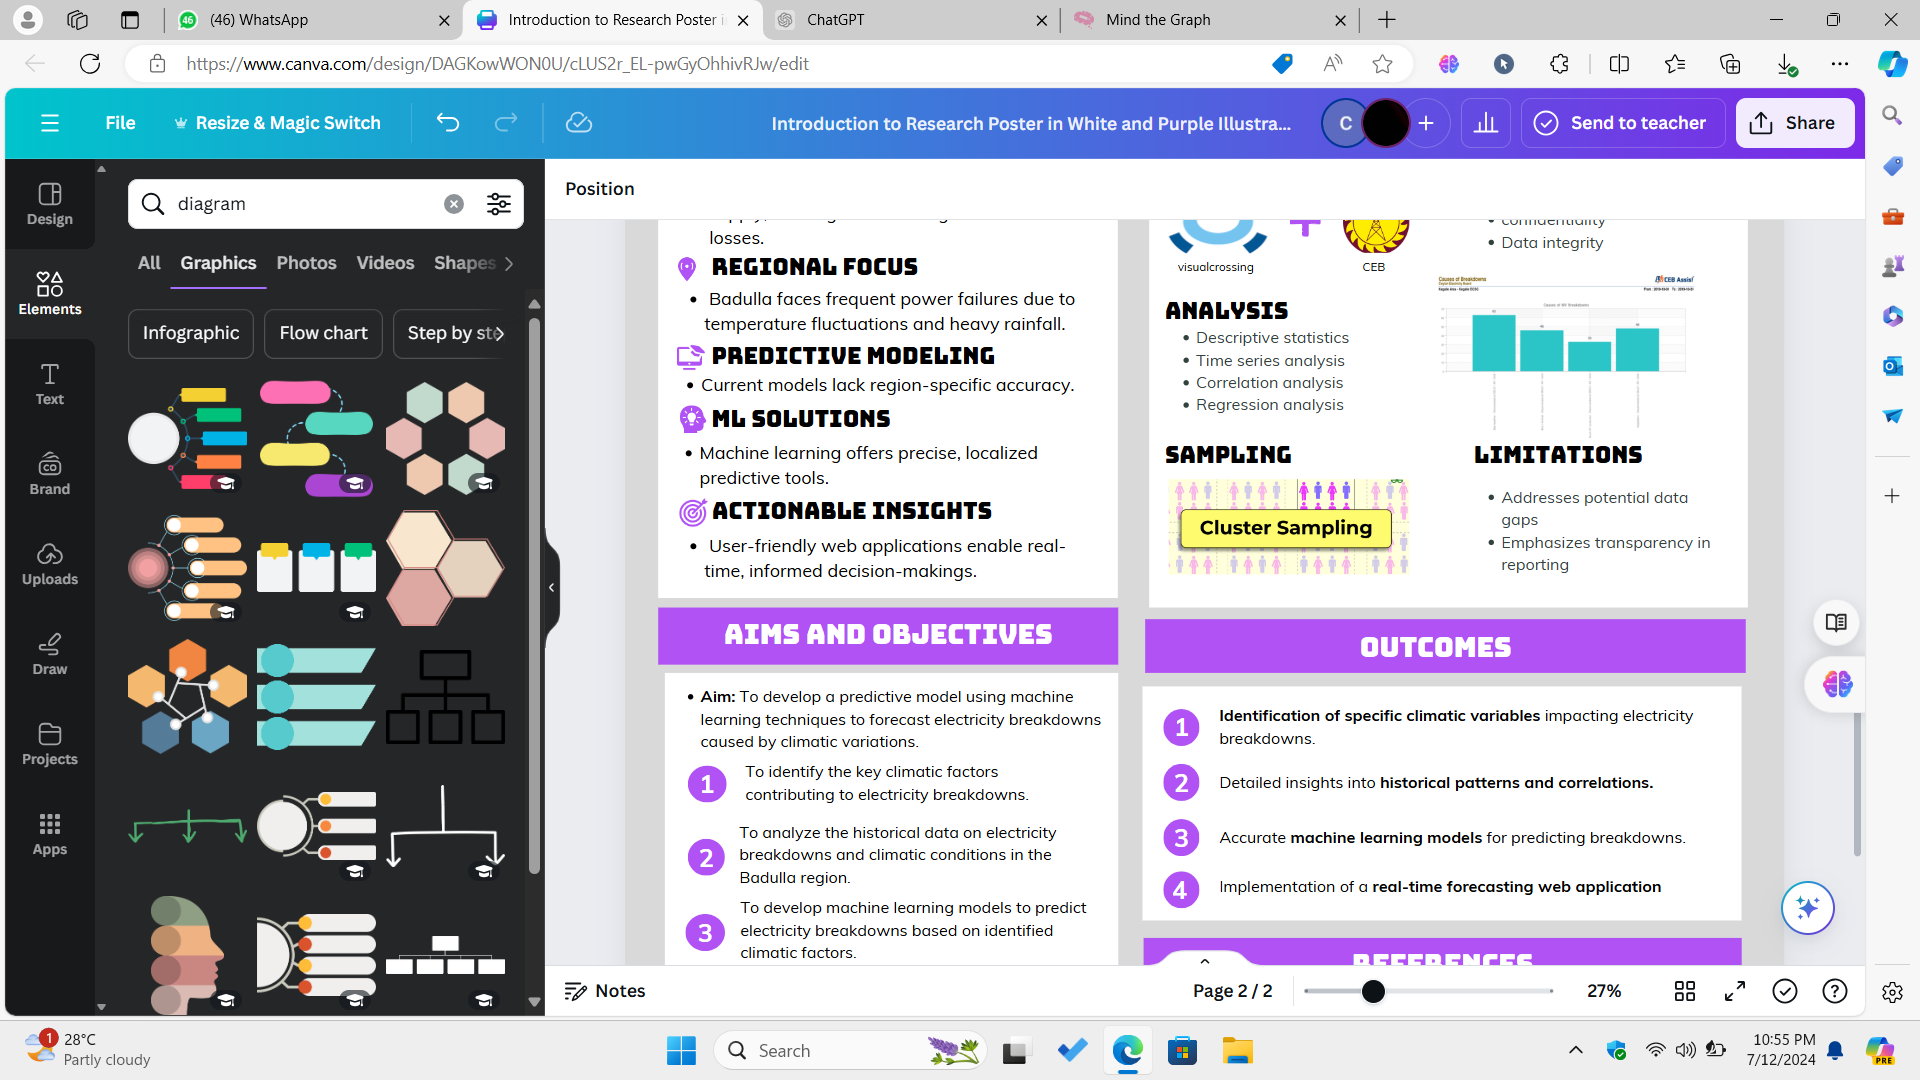 (46) WhatsApp
Introduction to Research Poster i
ChatGPT
Mind the Graph
https://www.canva.com/design/DAGKowWON0U/cLUS2r_EL-pwGyOhhivRJw/edit
File
Resize & Magic Switch
Introduction to Research Poster in White and Purple Illustra...
C
Send to teacher
Share
Design
Elements
Text
Brand
Uploads
Draw
Projects
Apps
diagram
All
Graphics
Photos
Videos
Shapes
Infographic
Flow chart
Step by ste
Position
losses.
REGIONAL FOCUS
• Badulla faces frequent power failures due to
temperature fluctuations and heavy rainfall.
PREDICTIVE MODELING
• Current models lack region-specific accuracy.
ML SOLUTIONS
• Machine learning offers precise, localized
predictive tools.
ACTIONABLE INSIGHTS
• User-friendly web applications enable real-
time, informed decision-makings.
AIMS AND OBJECTIVES
• Aim: To develop a predictive model using machine
learning techniques to forecast electricity breakdowns
caused by climatic variations.
1 To identify the key climatic factors
contributing to electricity breakdowns.
2 To analyze the historical data on electricity
breakdowns and climatic conditions in the
Badulla region.
3 To develop machine learning models to predict
electricity breakdowns based on identified
climatic factors.
visualcrossing
CEB
• confidentiality
• Data integrity
Causes of Breakdowns
CEB Assist
ANALYSIS
• Descriptive statistics
• Time series analysis
• Correlation analysis
• Regression analysis
SAMPLING
Cluster Sampling
LIMITATIONS
• Addresses potential data
gaps
• Emphasizes transparency in
reporting
OUTCOMES
1 Identification of specific climatic variables impacting electricity
breakdowns.
2 Detailed insights into historical patterns and correlations.
3 Accurate machine learning models for predicting breakdowns.
4 Implementation of a real-time forecasting web application
REFERENCES
Notes
Page 2 / 2
27%
1
28°C
Partly cloudy
Search
10:55 PM
7/12/2024
PRE